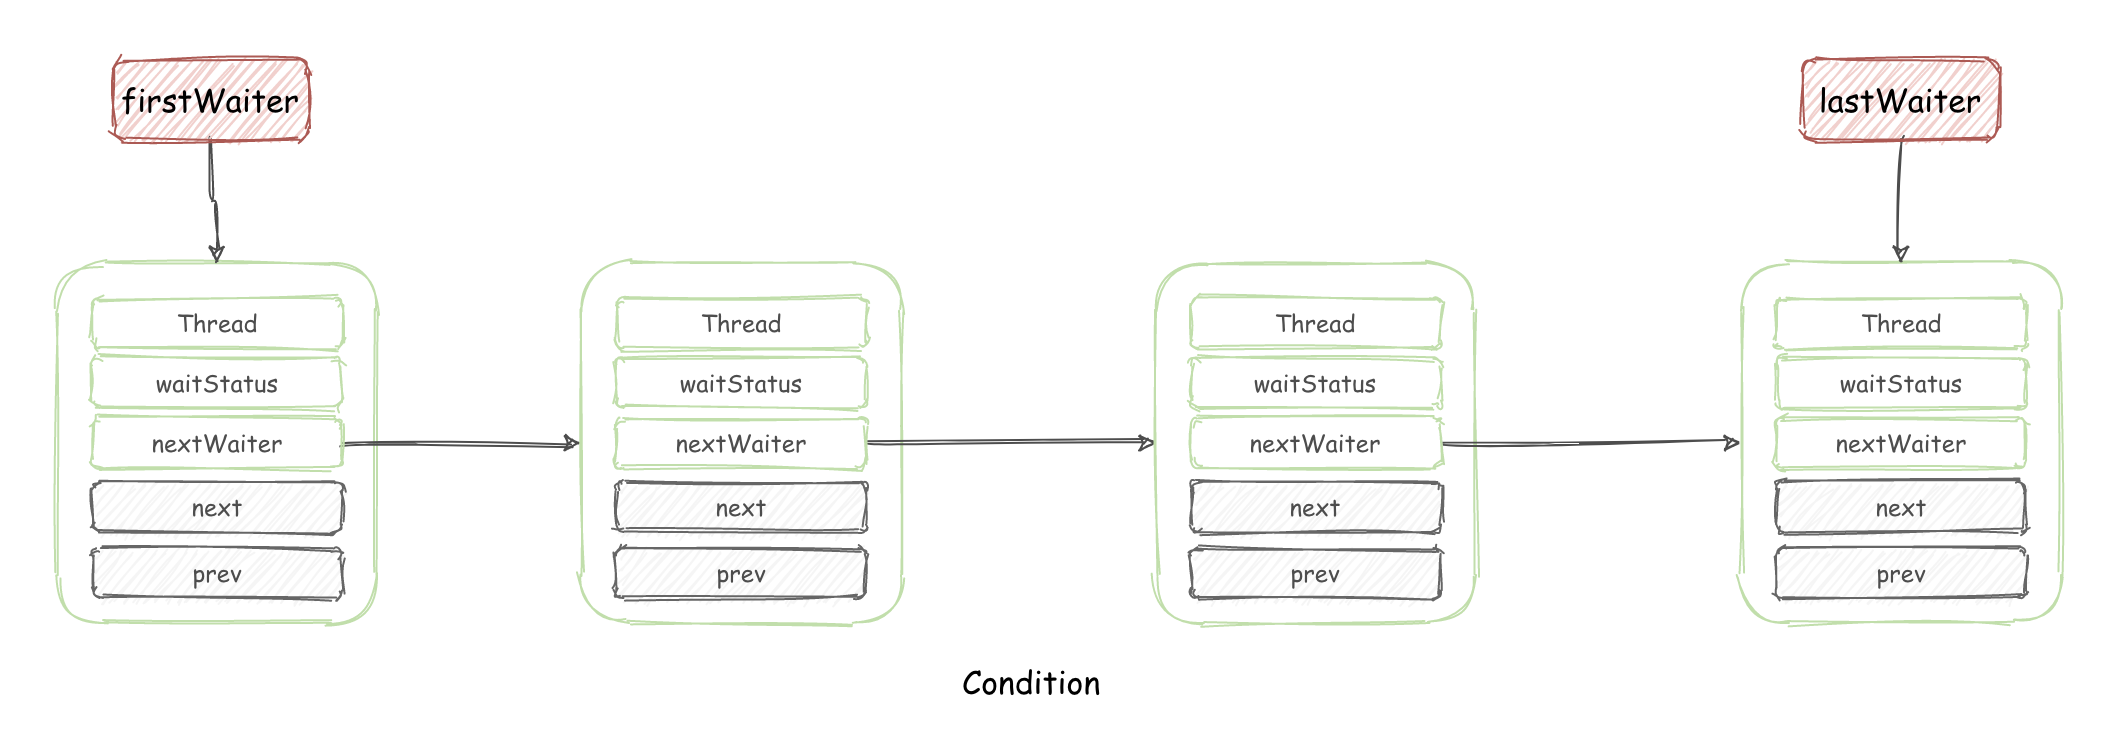 firstWaiter
lastWaiter
Thread
waitStatus
nextWaiter
next
prev
Thread
waitStatus
nextWaiter
next
prev
Thread
waitStatus
nextWaiter
next
prev
Thread
waitStatus
nextWaiter
next
prev
Condition